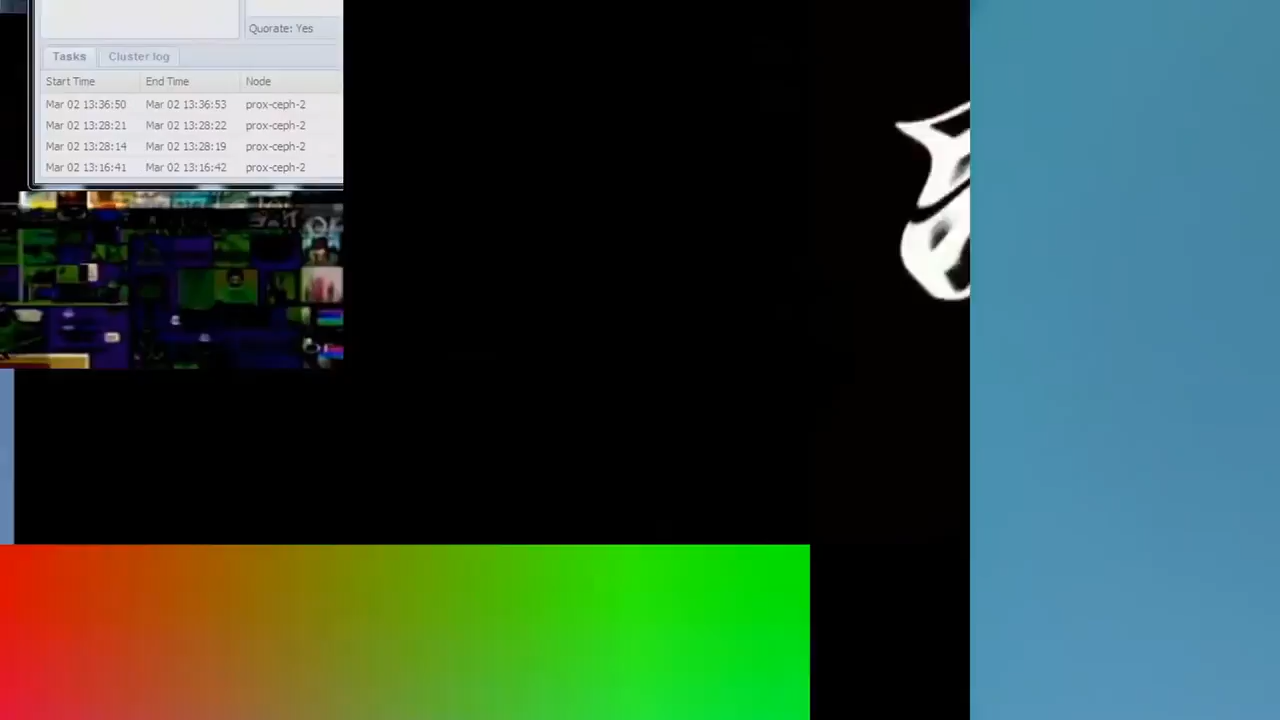 Quorate: Yes
Tasks Cluster log
Start Time End Time Node
Mar 02 13:36:50 Mar 02 13:36:53 prox-ceph-2
Mar 02 13:28:21 Mar 02 13:28:22 prox-ceph-2
Mar 02 13:28:14 Mar 02 13:28:19 prox-ceph-2
Mar 02 13:16:41 Mar 02 13:16:42 prox-ceph-2